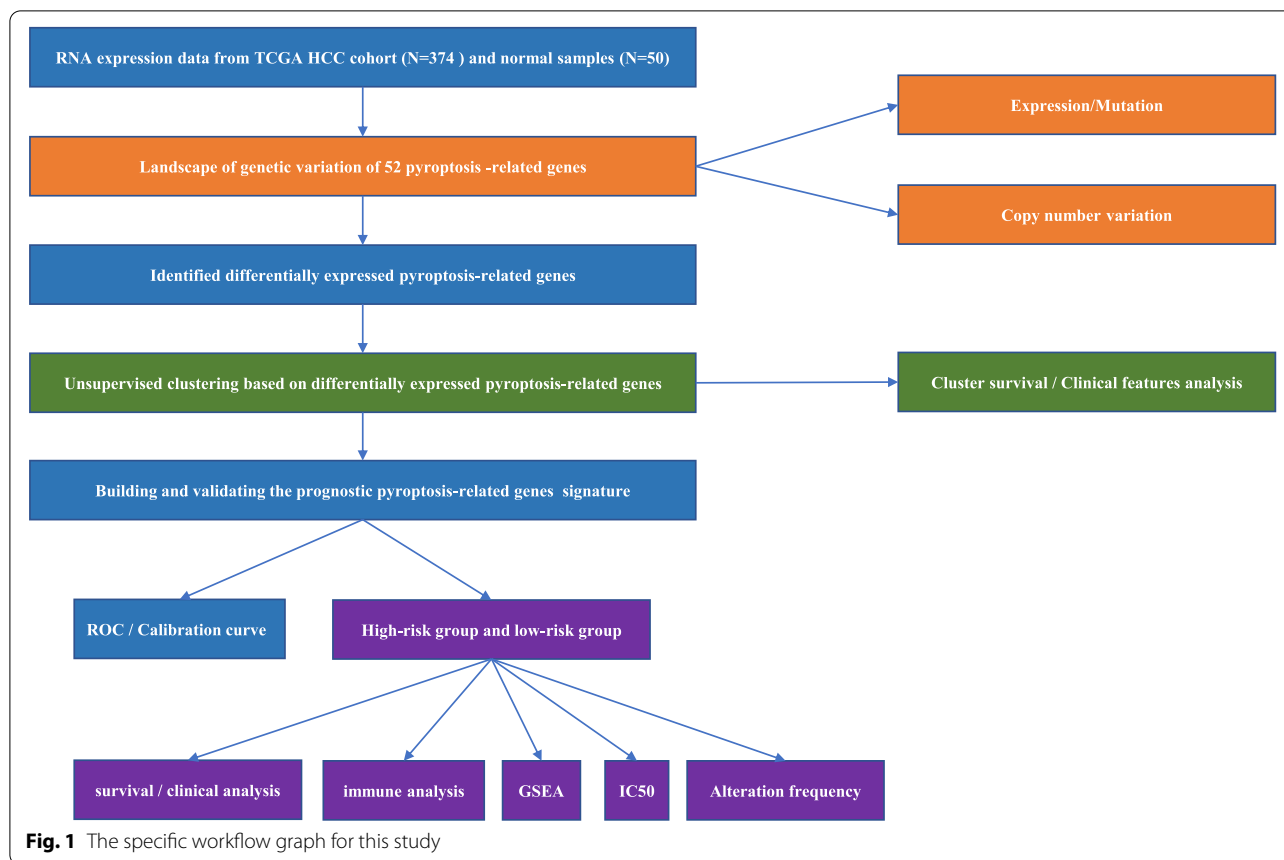 RNA expression data from TCGA HCC cohort (N=374 ) and normal samples (N=50)
Expression/Mutation
Landscape of genetic variation of 52 pyroptosis -related genes
Copy number variation
Identified differentially expressed pyroptosis-related genes
Unsupervised clustering based on differentially expressed pyroptosis-related genes
Cluster survival / Clinical features analysis
Building and validating the prognostic pyroptosis-related genes signature
ROC / Calibration curve
High-risk group and low-risk group
survival / clinical analysis
immune analysis
GSEA
IC50
Alteration frequency
Fig. 1 The specific workflow graph for this study